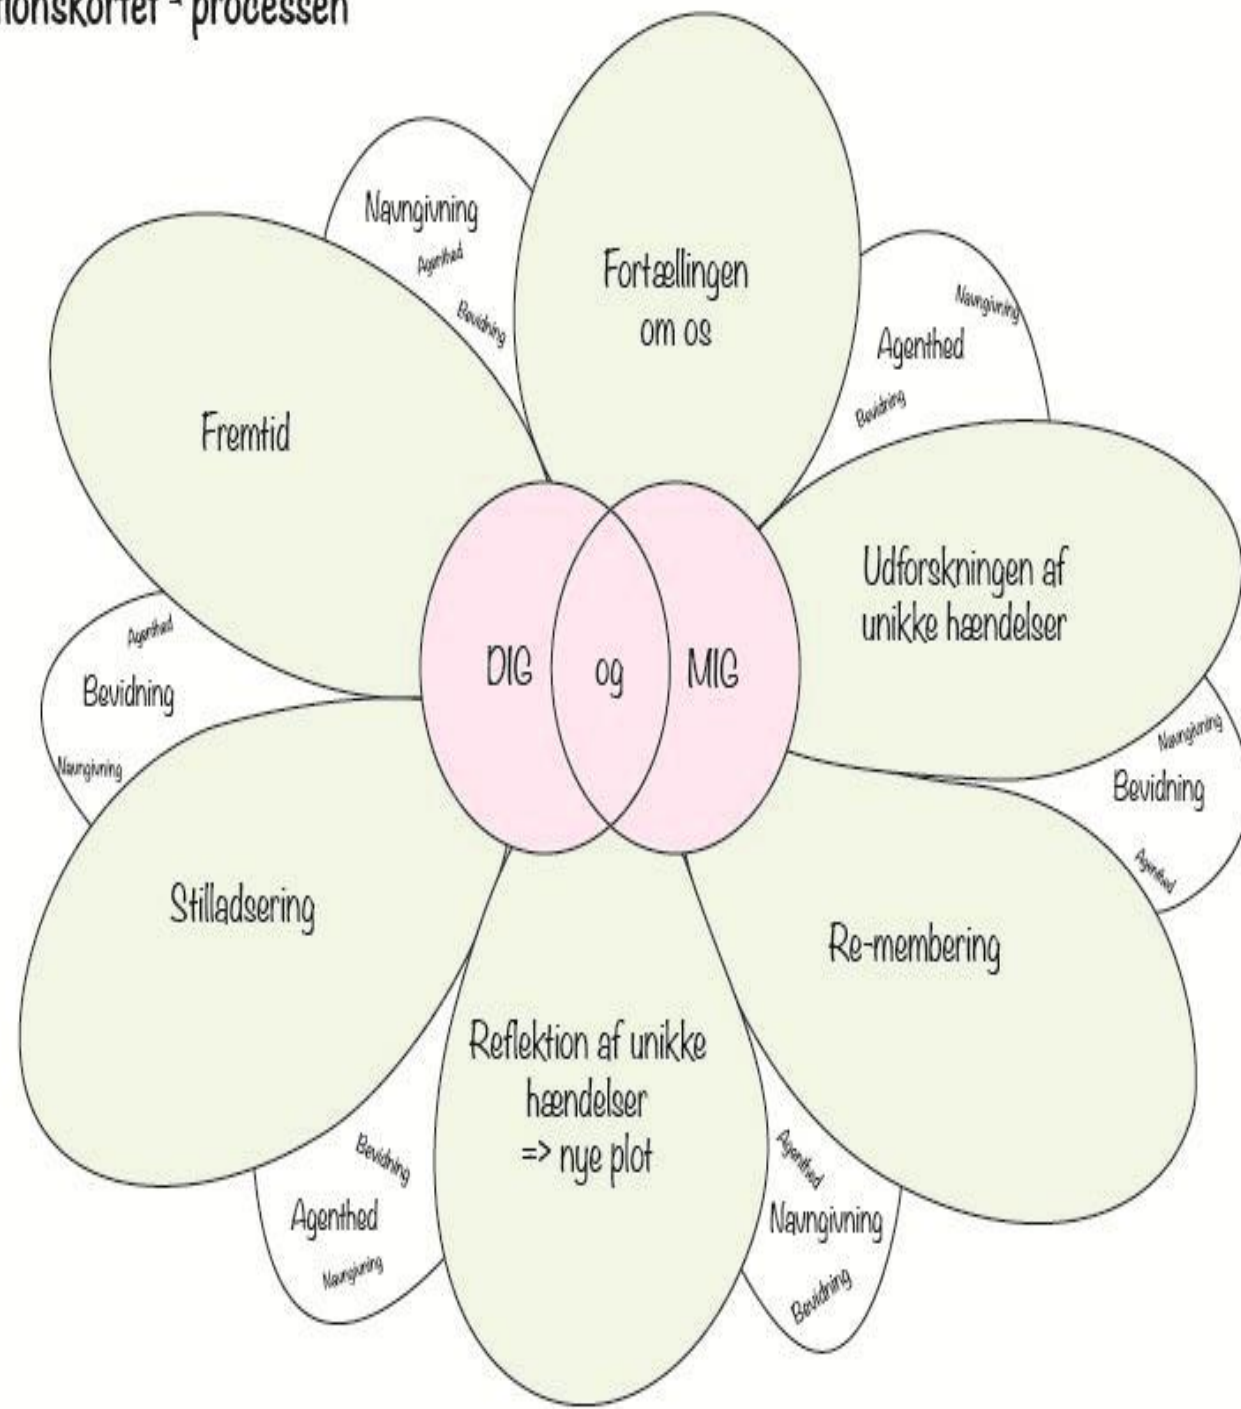 tionskortet - processen
Navngivning
Agenthed
Bevidning
Fortællingen
om os
Navngivning
Agenthed
Bevidning
Fremtid
Udforskningen af
unikke hændelser
DIG og MIG
Agenthed
Bevidning
Navngivning
Navngivning
Bevidning
Agenthed
Stilladsering
Re-membering
Reflektion af unikke
hændelser
=> nye plot
Bevidning
Agenthed
Navngivning
Agenthed
Navngivning
Bevidning